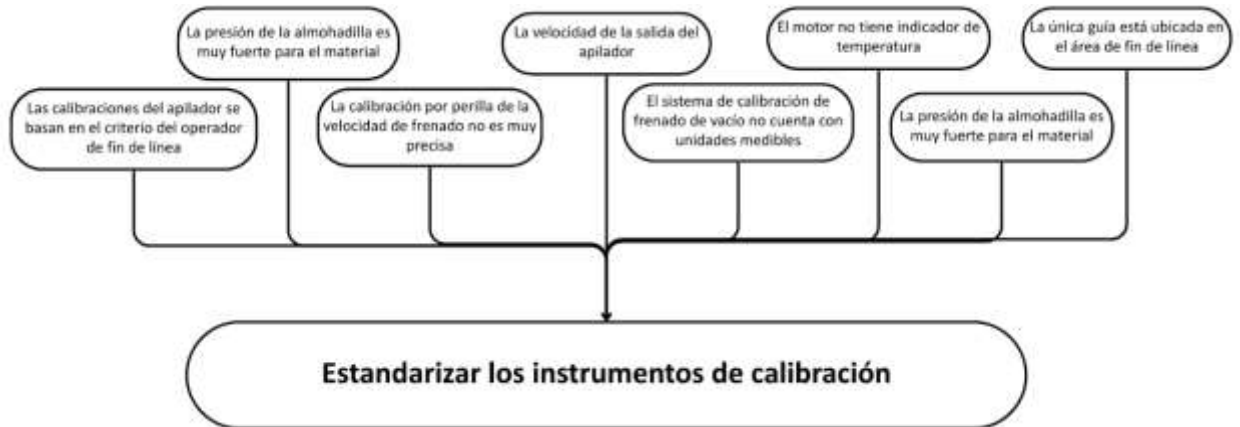 La presión de la almohadilla es
muy fuerte para el material
La velocidad de la salida del
apilador
El motor no tiene indicador de
temperatura
La única guía está ubicada en
el área de fin de línea
Las calibraciones del apilador se
basan en el criterio del operador
de fin de línea
La calibración por perilla de la
velocidad de frenado no es muy
precisa
El sistema de calibración de
frenado de vacío no cuenta con
unidades medibles
La presión de la almohadilla es
muy fuerte para el material
Estandarizar los instrumentos de calibración